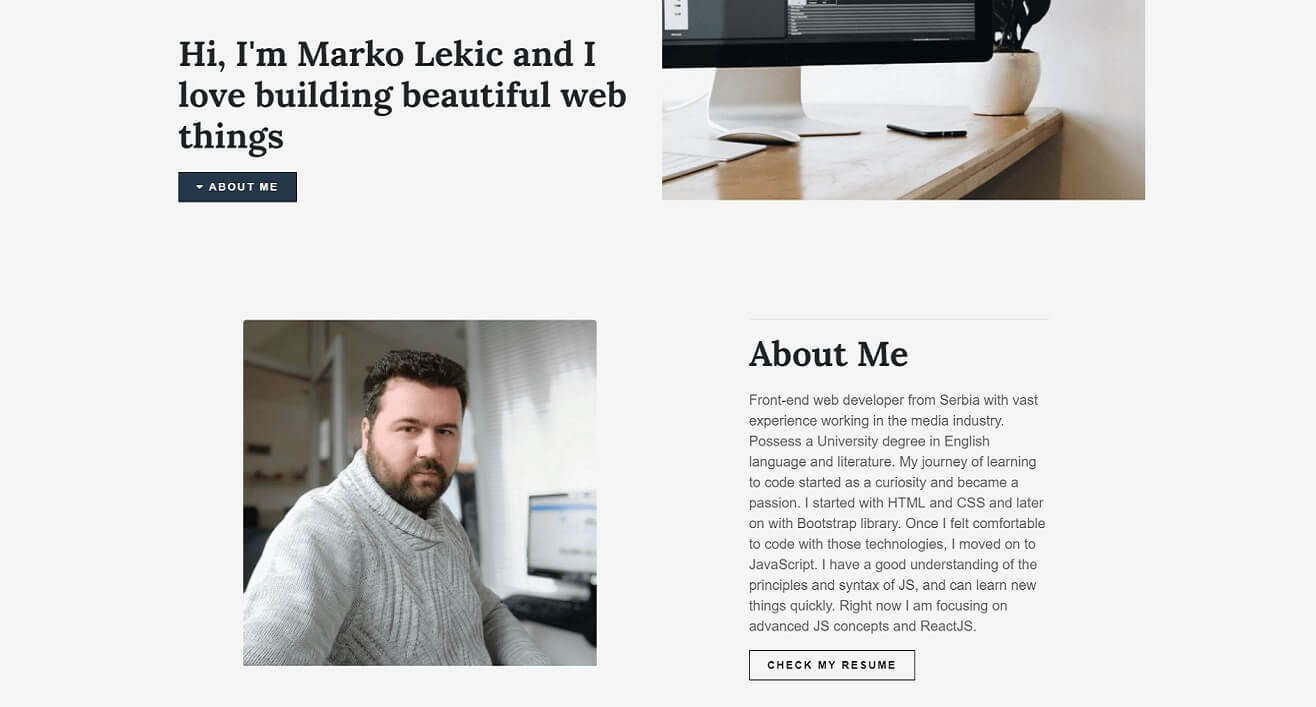 Hi, I'm Marko Lekic and I
love building beautiful web
things
ABOUT ME
About Me
Front-end web developer from Serbia with vast
experience working in the media industry.
Possess a University degree in English
language and literature. My journey of learning
to code started as a curiosity and became a
passion. I started with HTML and CSS and later
on with Bootstrap library. Once I felt comfortable
to code with those technologies, I moved on to
JavaScript. I have a good understanding of the
principles and syntax of JS, and can learn new
things quickly. Right now I am focusing on
advanced JS concepts and ReactJS.
CHECK MY RESUME